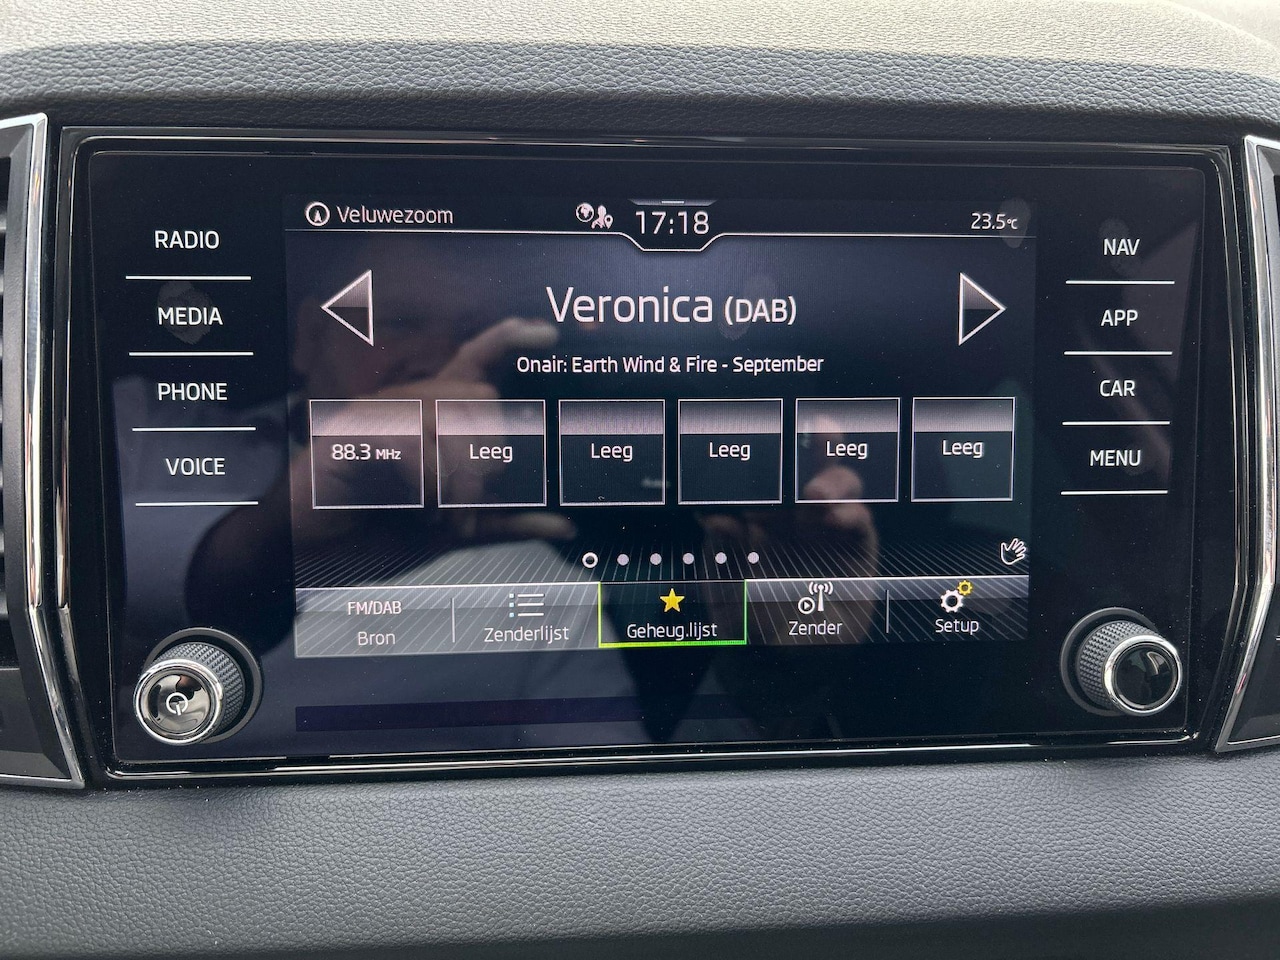 Veluwezoom
17:18
23.5°C
RADIO
MEDIA
PHONE
VOICE
Veronica (DAB)
Onair: Earth Wind & Fire - September
88.3 MHz
Leeg
Leeg
Leeg
Leeg
Leeg
FM/DAB
Bron
Zenderlijst
Geheug.lijst
Zender
Setup
NAV
APP
CAR
MENU